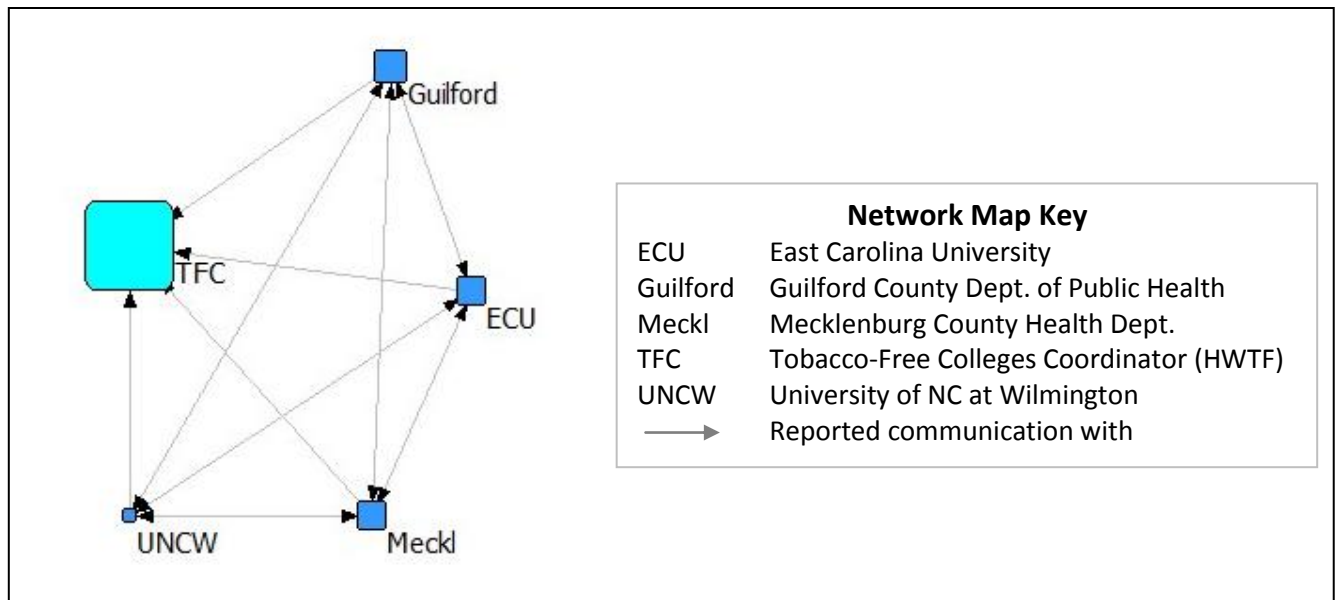 Guilford
TFC
ECU
UNCW
Meckl
Network Map Key
ECU East Carolina University
Guilford Guilford County Dept. of Public Health
Meckl Mecklenburg County Health Dept.
TFC Tobacco-Free Colleges Coordinator (HWTF)
UNCW University of NC at Wilmington
Reported communication with